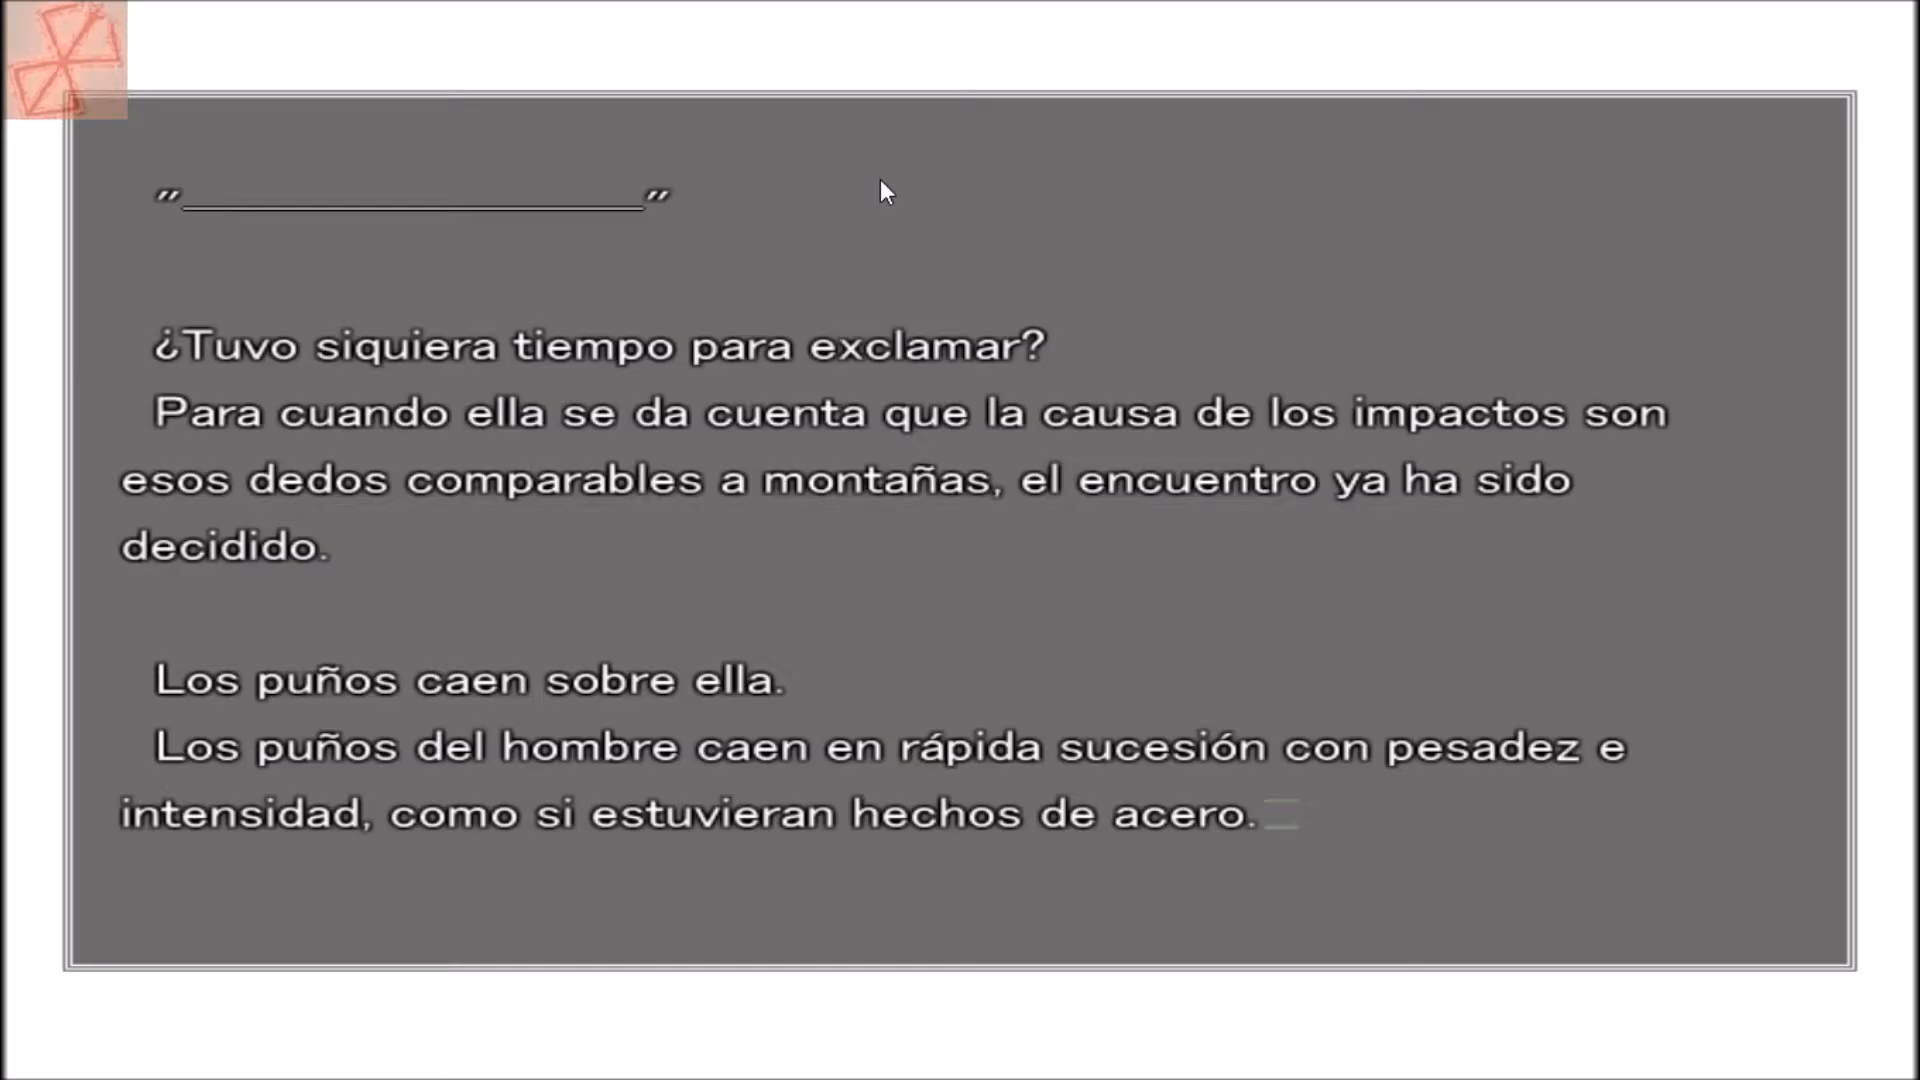 "______________"
¿Tuvo siquiera tiempo para exclamar?
Para cuando ella se da cuenta que la causa de los impactos son
esos dedos comparables a montañas, el encuentro ya ha sido
decidido.
Los puños caen sobre ella.
Los puños del hombre caen en rápida sucesión con pesadez e
intensidad, como si estuvieran hechos de acero.